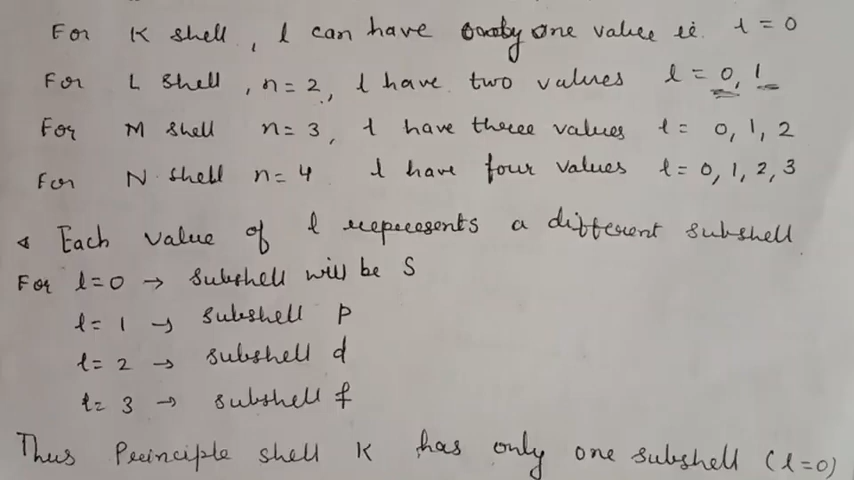 For K shell, l can have only one value ie. l = 0
For L shell, n = 2, l have two values l = 0, 1
For M shell n = 3, l have three values l = 0, 1, 2
For N shell n = 4 l have four values l = 0, 1, 2, 3
Each value of l represents a different subshell
For l=0 → subshell will be S
l = 1 → subshell p
l = 2 → subshell d
l = 3 → subshell f
Thus Principle shell K has only one subshell (l=0)